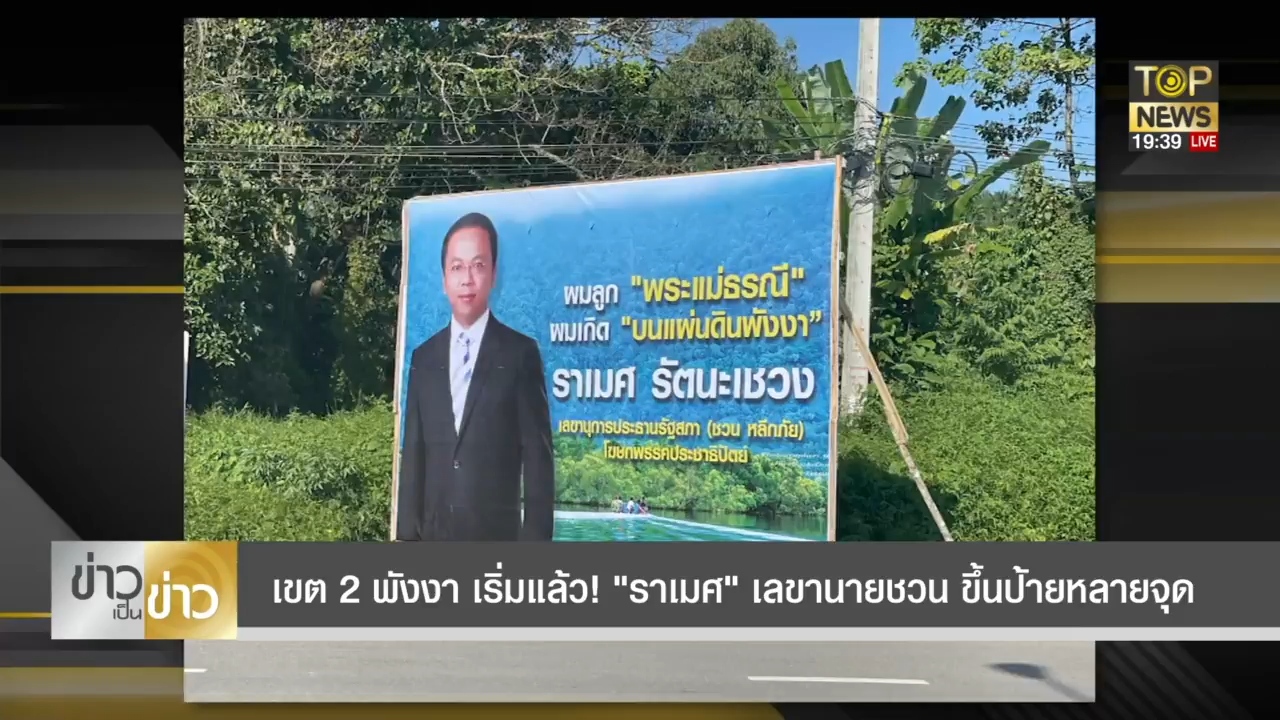 TOP
NEWS
19:39 LIVE
ผมลูก "พระแม่ธรณี"
ผมเกิด "บนแผ่นดินพังงา"
ราเมศ รัตนะเชวง
เลขานุการประธานรัฐสภา (ชวน หลีกภัย)
โฆษกพรรคประชาธิปัตย์
ข่าว
เป็น
ข่าว
เขต 2 พังงา เริ่มแล้ว! "ราเมศ" เลขานายชวน ขึ้นป้ายหลายจุด